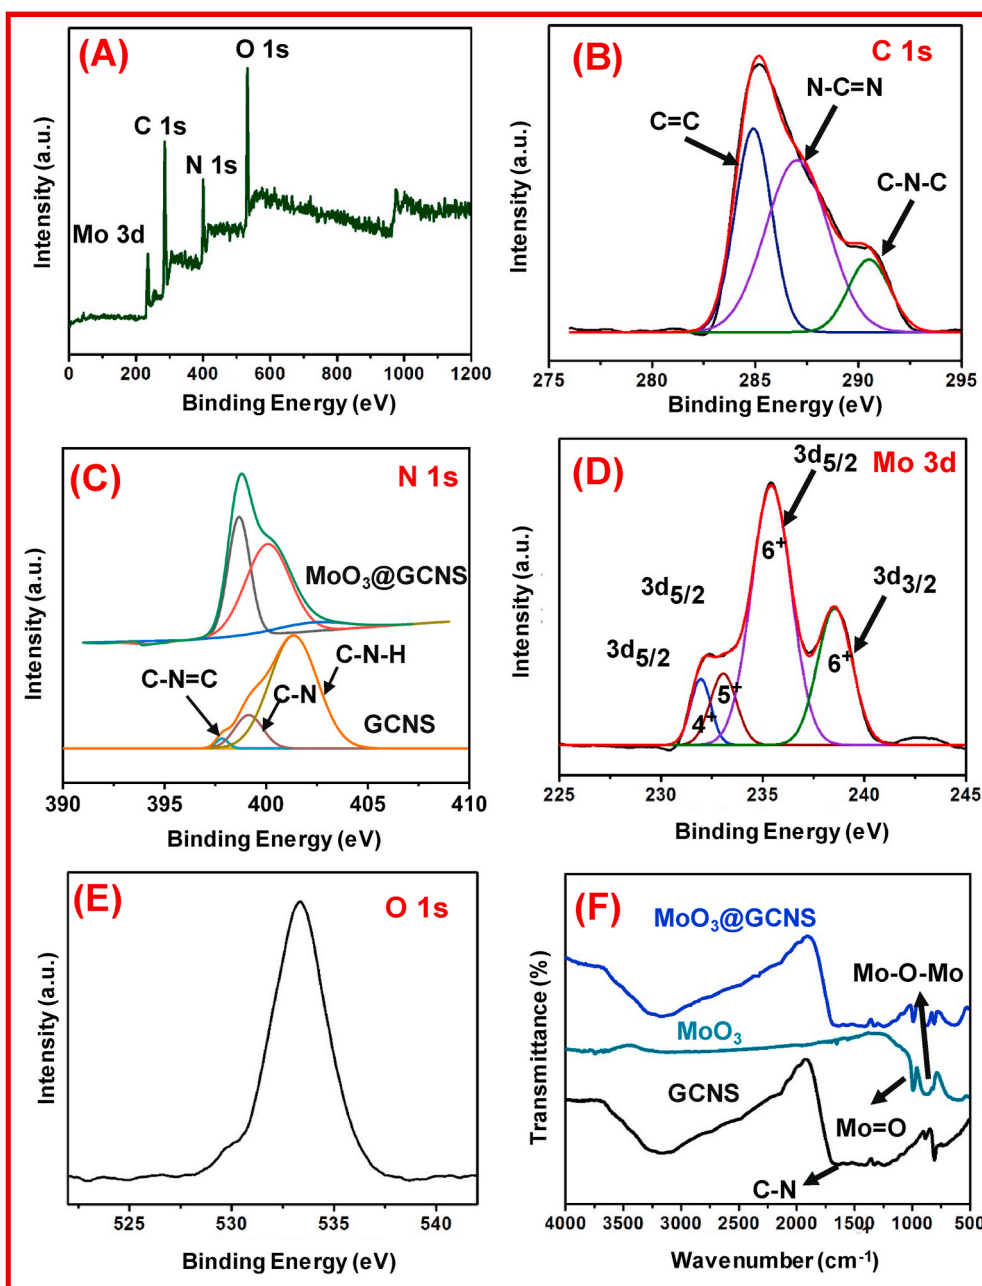 (A)
O 1s
C 1s
N 1s
Mo 3d
Intensity (a.u.)
0 200 400 600 800 1000 1200
Binding Energy (eV)
(B)
C 1s
N-C=N
C=C
C-N-C
Intensity (a.u.)
275 280 285 290 295
Binding Energy (eV)
(C)
N 1s
MoO3@GCNS
C-N-H
C-N=C
C-N
GCNS
Intensity (a.u.)
390 395 400 405 410
Binding Energy (eV)
(D)
3d5/2
Mo 3d
6+
3d5/2
3d3/2
3d5/2
6+
5+
4+
Intensity (a.u.)
225 230 235 240 245
Binding Energy (eV)
(E)
O 1s
Intensity (a.u.)
525 530 535 540
Binding Energy (eV)
(F)
MoO3@GCNS
Mo-O-Mo
MoO3
GCNS
Mo=O
C-N
Transmittance (%)
4000 3500 3000 2500 2000 1500 1000 500
Wavenumber (cm-1)